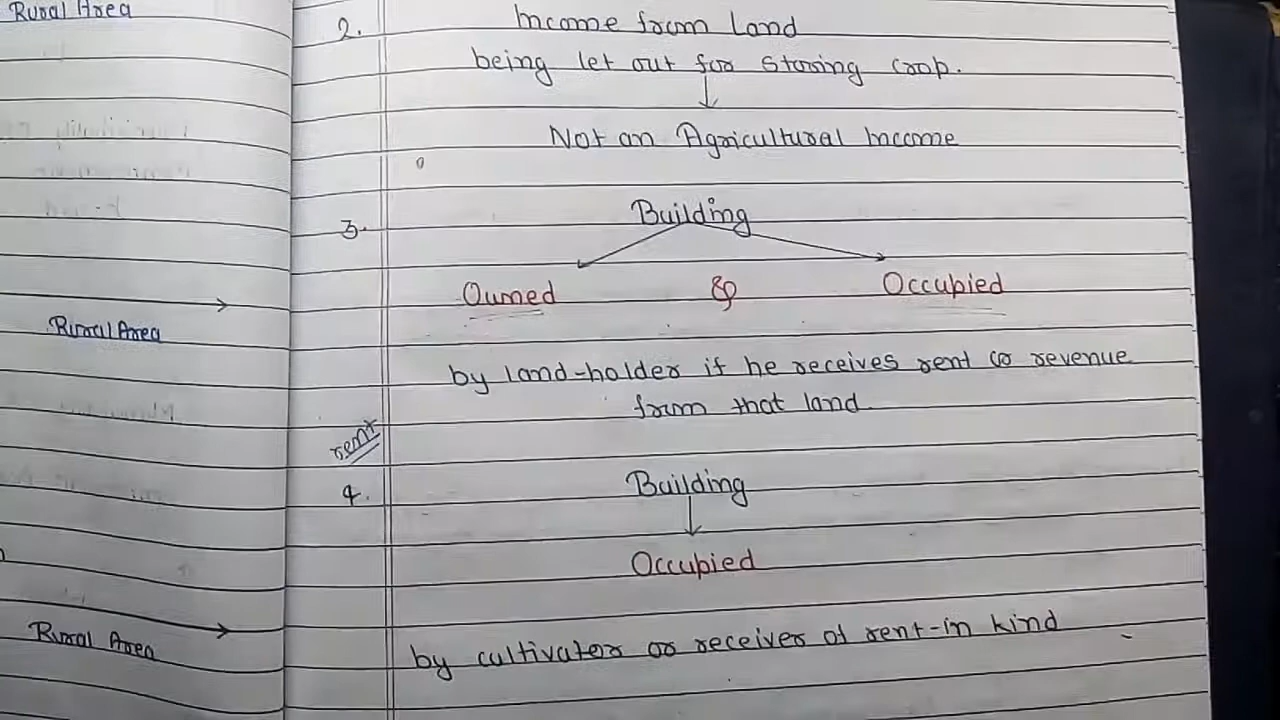 Rural Area
2. Income from Land
being let out for storing crop.
Not an Agricultural Income
3. Building
Owned & Occupied
Rural Area
by land-holder if he receives rent or revenue
from that land.
rent
4. Building
Occupied
Rural Area
by cultivator or receiver of rent-in kind